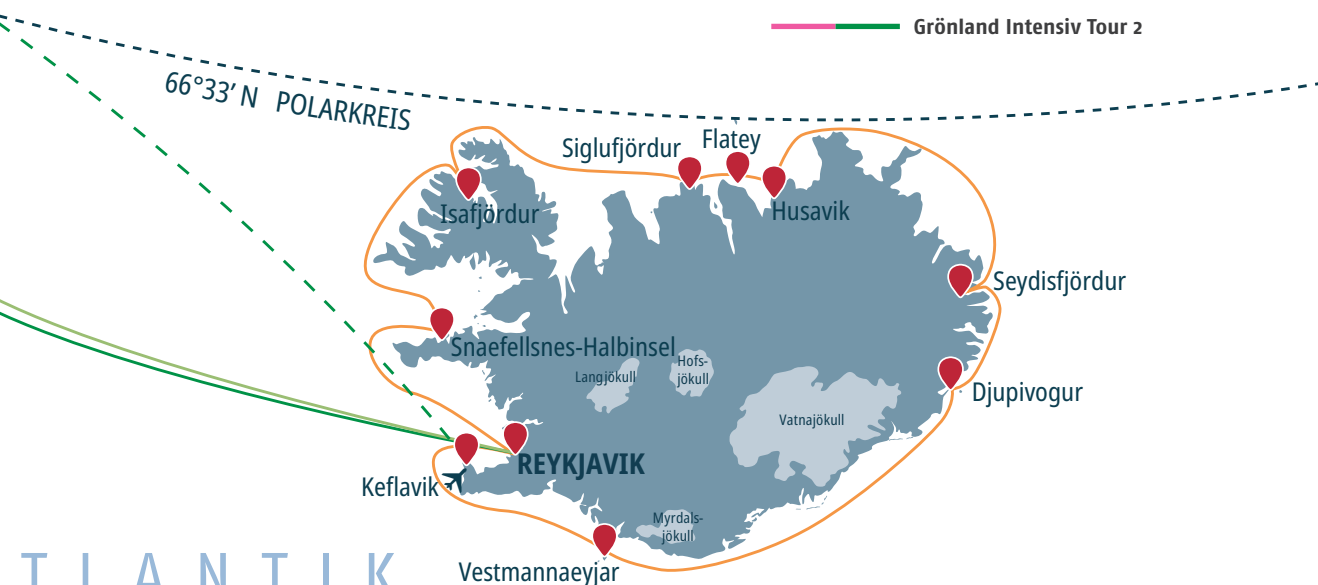 Grönland Intensiv Tour 2
66°33' N POLARKREIS
Siglufjördur
Flatey
Isafjördur
Husavik
Seydisfjördur
Snaefellsnes-Halbinsel
Hofs-
jökull
Langjökull
Djupivogur
Vatnajökull
REYKJAVIK
Keflavik
Myrdals-
jökull
TLANTIK
Vestmannaeyjar